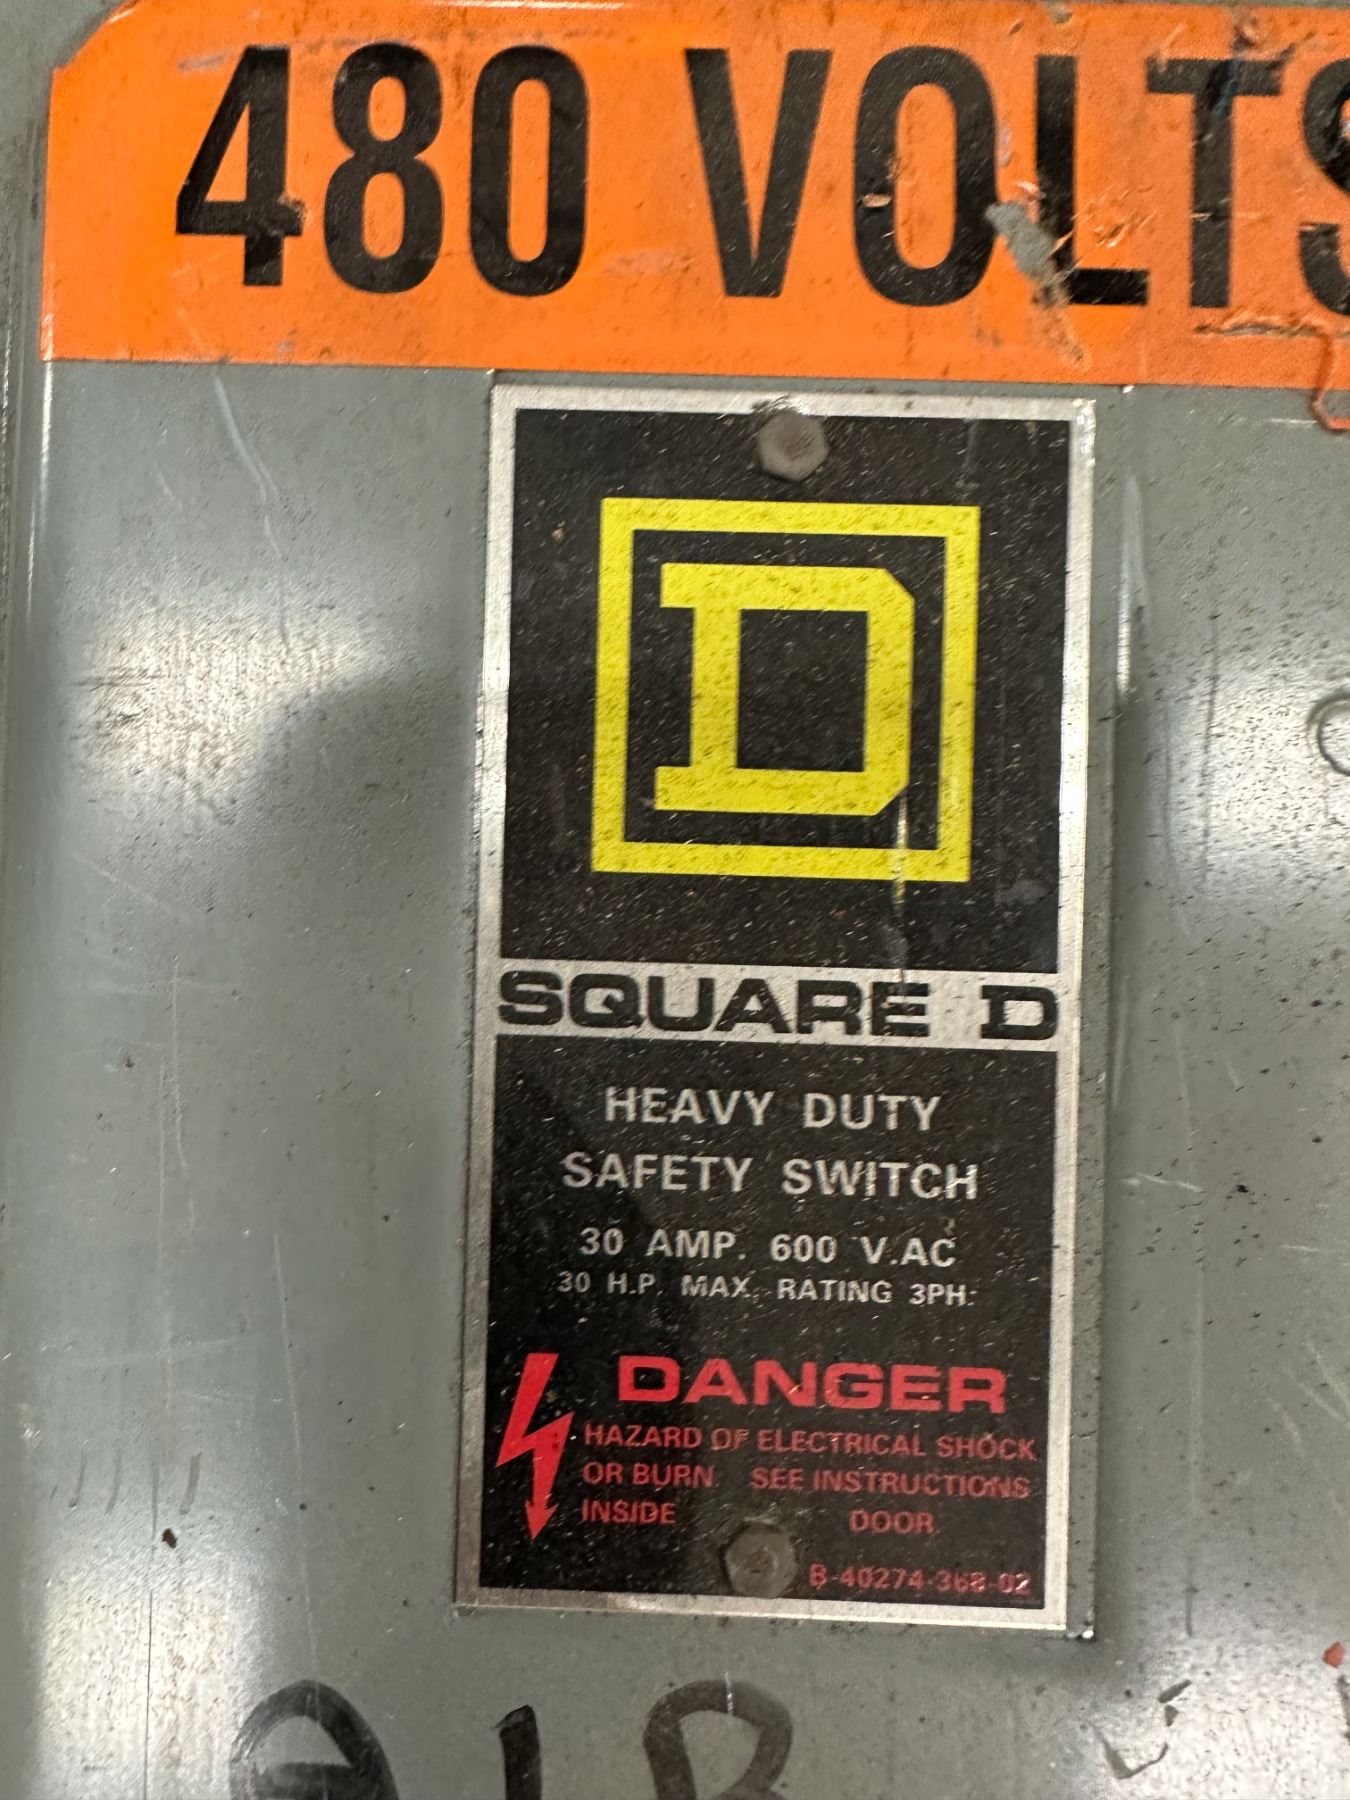 480 VOLTS
D
SQUARE D
HEAVY DUTY
SAFETY SWITCH
30 AMP. 600 V.AC
30 H.P. MAX. RATING 3PH.
DANGER
HAZARD OF ELECTRICAL SHOCK
OR BURN. SEE INSTRUCTIONS
INSIDE DOOR.
B-40274-368-02